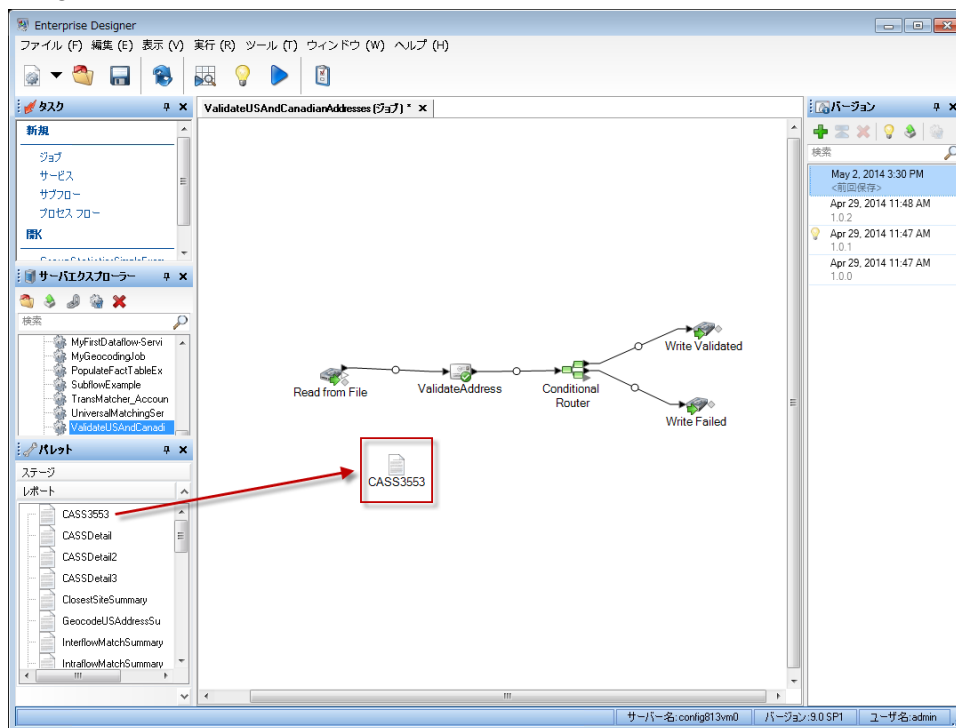 Enterprise Designer
ファイル (F) 編集 (E) 表示 (V) 実行 (R) ツール (T) ウィンドウ (W) ヘルプ (H)
タスク
新規
ジョブ
サービス
サブフロー
プロセス フロー
開く
サーバエクスプローラー
検索
MyFirstDataflow-Servi
MyGeocodingJob
PopulateFactTableEx
SubflowExample
TransMatcher_Accoun
UniversalMatchingSer
ValidateUSAndCanadi
パレット
ステージ
レポート
CASS3553
CASSDetail
CASSDetail2
CASSDetail3
ClosestSiteSummary
GeocodeUSAddressSu
InterflowMatchSummary
IntraflowMatchSummary
ValidateUSAndCanadianAddresses (ジョブ) *
Read from File
ValidateAddress
Conditional
Router
Write Validated
Write Failed
CASS3553
バージョン
検索
May 2, 2014 3:30 PM
<前回保存>
Apr 29, 2014 11:48 AM
1.0.2
Apr 29, 2014 11:47 AM
1.0.1
Apr 29, 2014 11:47 AM
1.0.0
サーバー名:config813vm0 バージョン:9.0 SP1 ユーザ名:admin